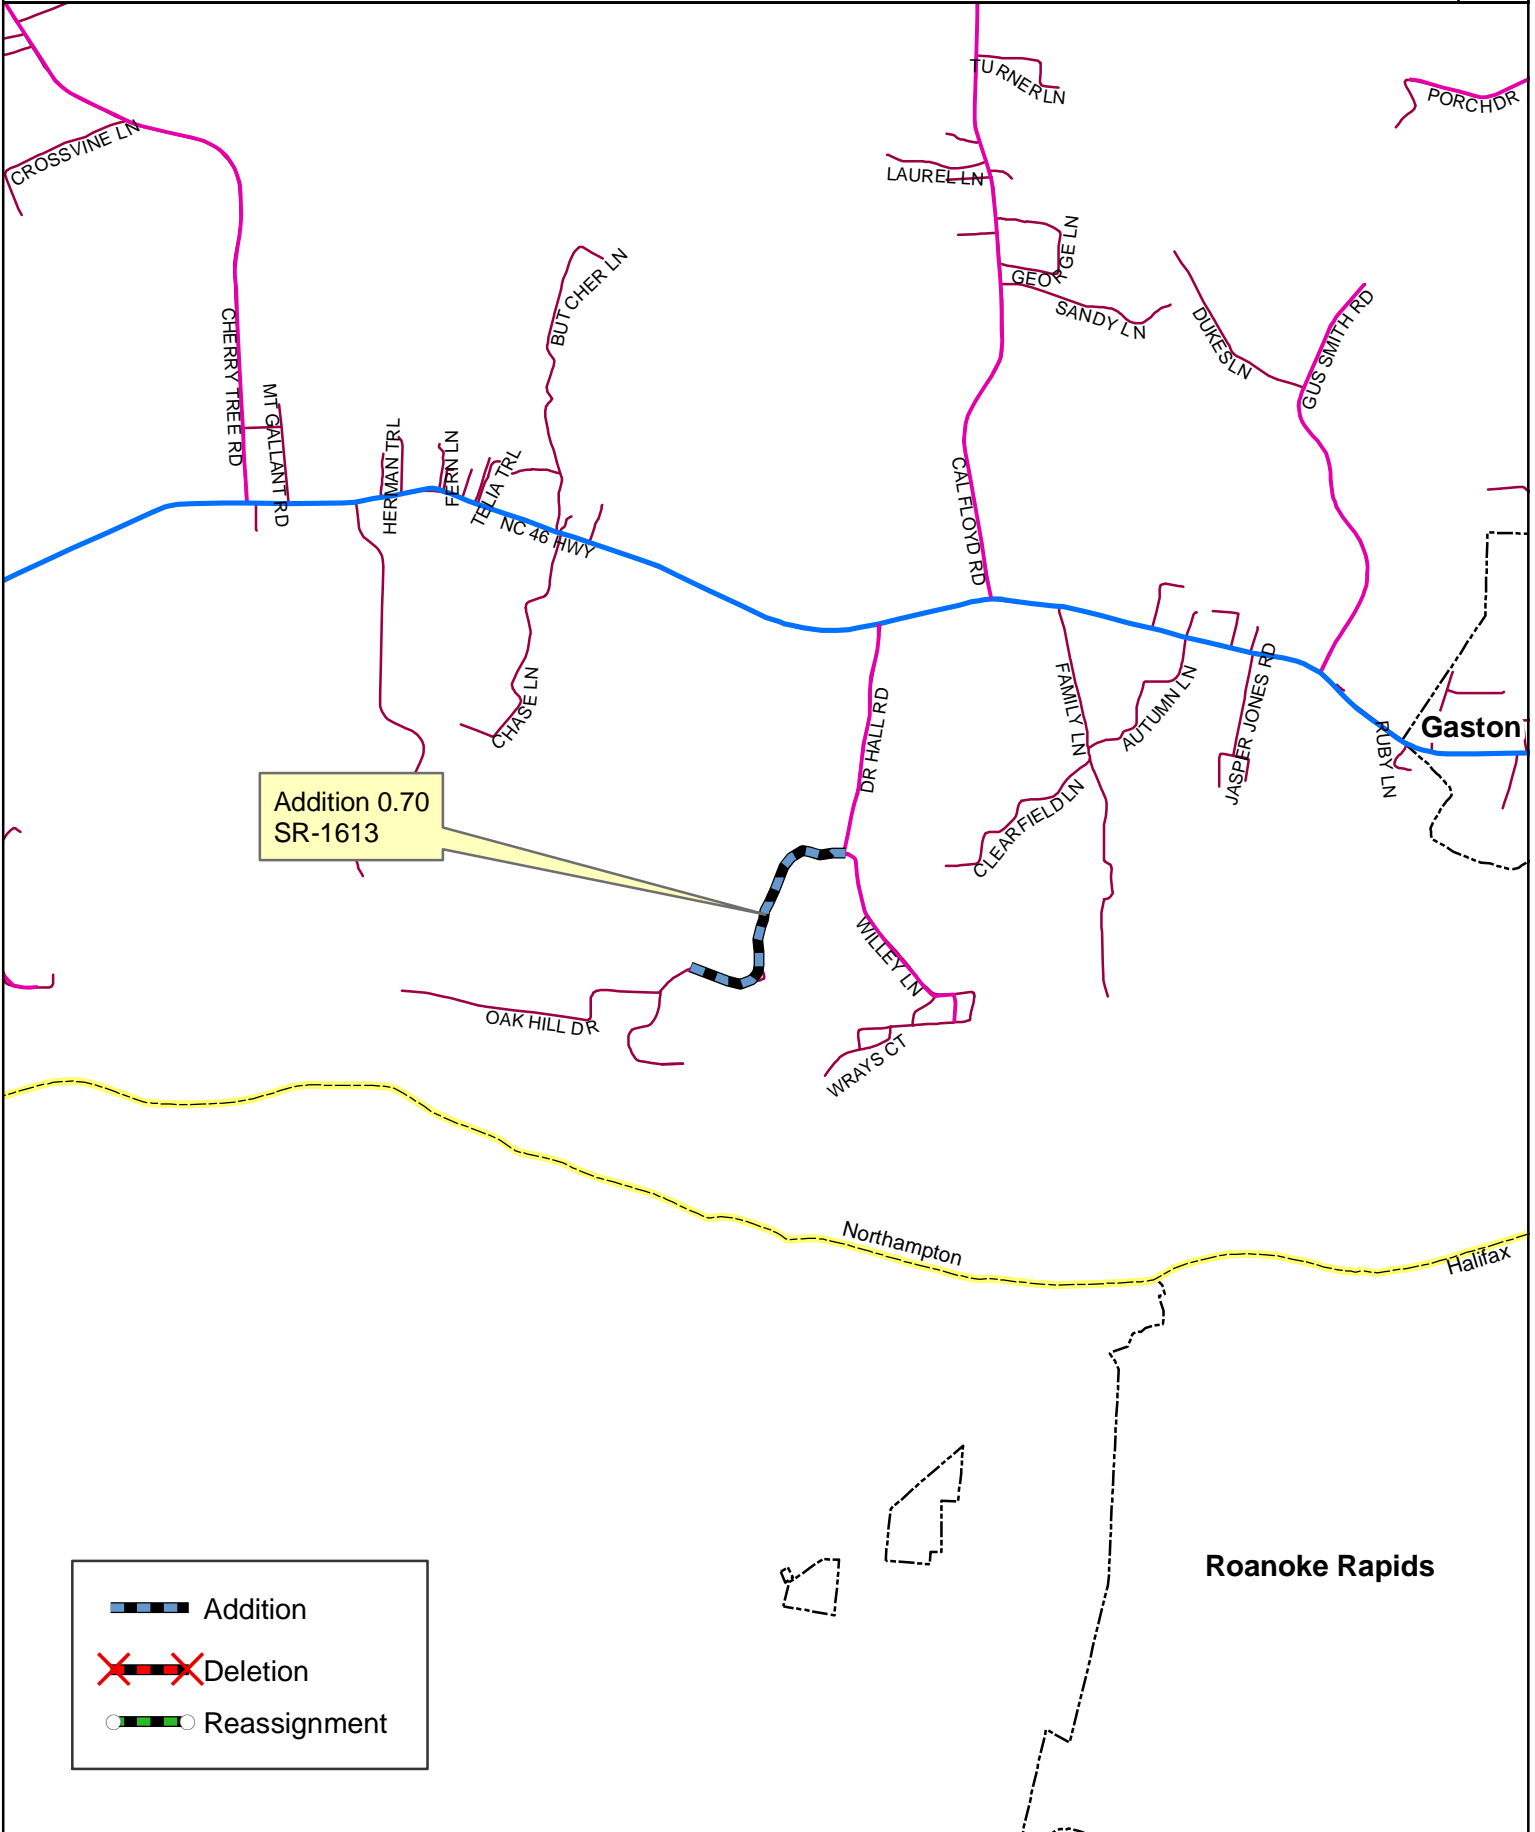 TURNER LN
PORCH DR
CROSSVINE LN
LAUREL LN
GEORGE LN
SANDY LN
BUTCHER LN
DUKES LN
GUS SMITH RD
CHERRY TREE RD
MT GALLANT RD
HERMAN TRL
FERN LN
TELIA TRL
NC 46 HWY
CAL FLOYD RD
CHASE LN
DR HALL RD
FAMILY LN
AUTUMN LN
JASPER JONES RD
RUBY LN
Gaston
Addition 0.70
SR-1613
CLEARFIELD LN
WILLEY LN
OAK HILL DR
WRAYS CT
Northampton
Halifax
Roanoke Rapids
Addition
Deletion
Reassignment